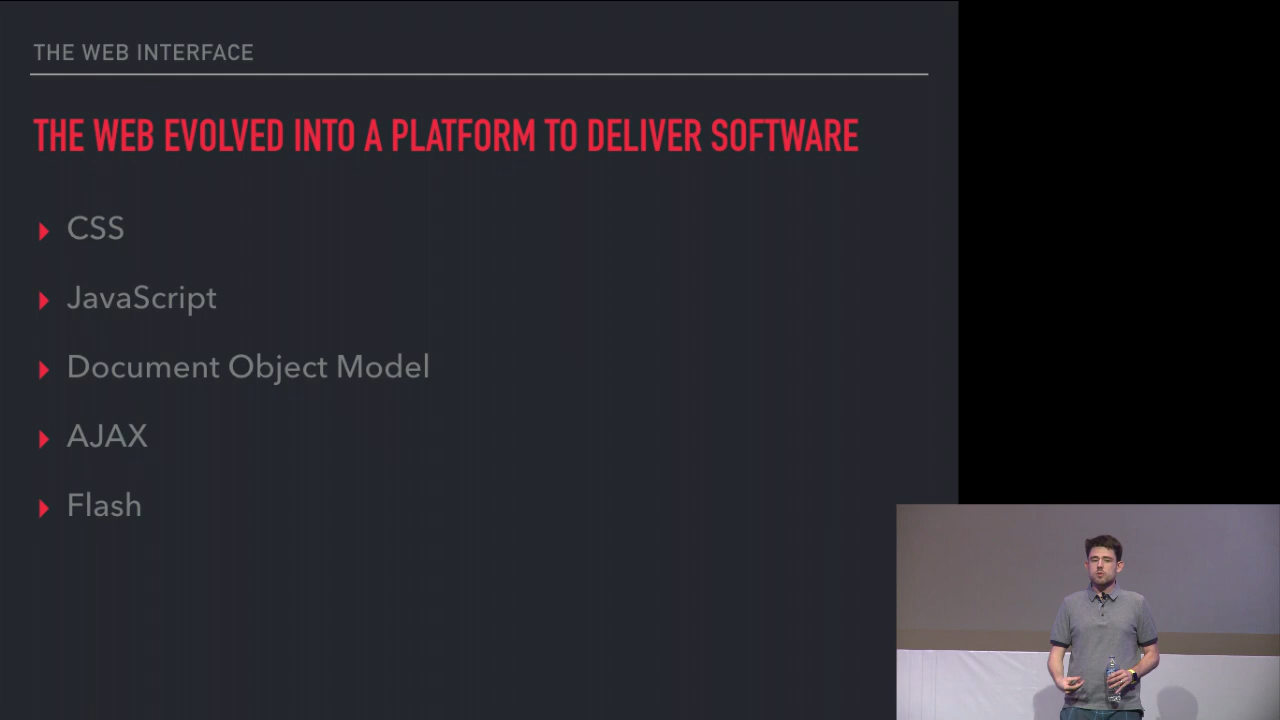 THE WEB INTERFACE
THE WEB EVOLVED INTO A PLATFORM TO DELIVER SOFTWARE
CSS
JavaScript
Document Object Model
AJAX
Flash